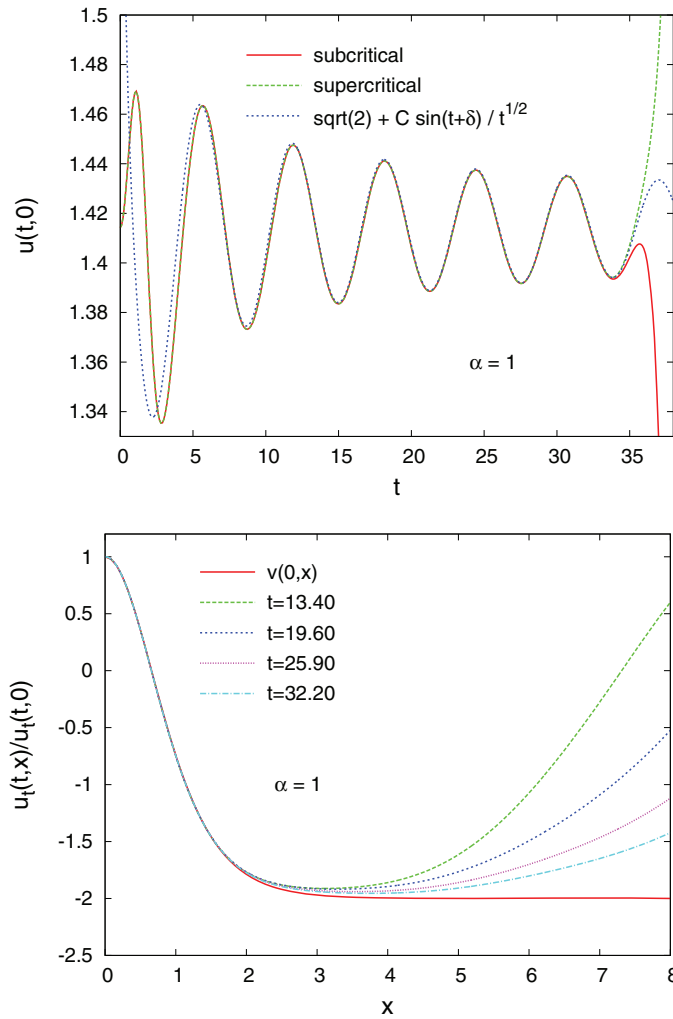 1.5
1.48
1.46
1.44
1.42
1.4
1.38
1.36
1.34
u(t,0)
subcritical
supercritical
sqrt(2) + C sin(t+δ) / t^1/2
α = 1
0 5 10 15 20 25 30 35
t
1
0.5
0
-0.5
-1
-1.5
-2
-2.5
u_t(t,x)/u_t(t,0)
v(0,x)
t=13.40
t=19.60
t=25.90
t=32.20
α = 1
0 1 2 3 4 5 6 7 8
x